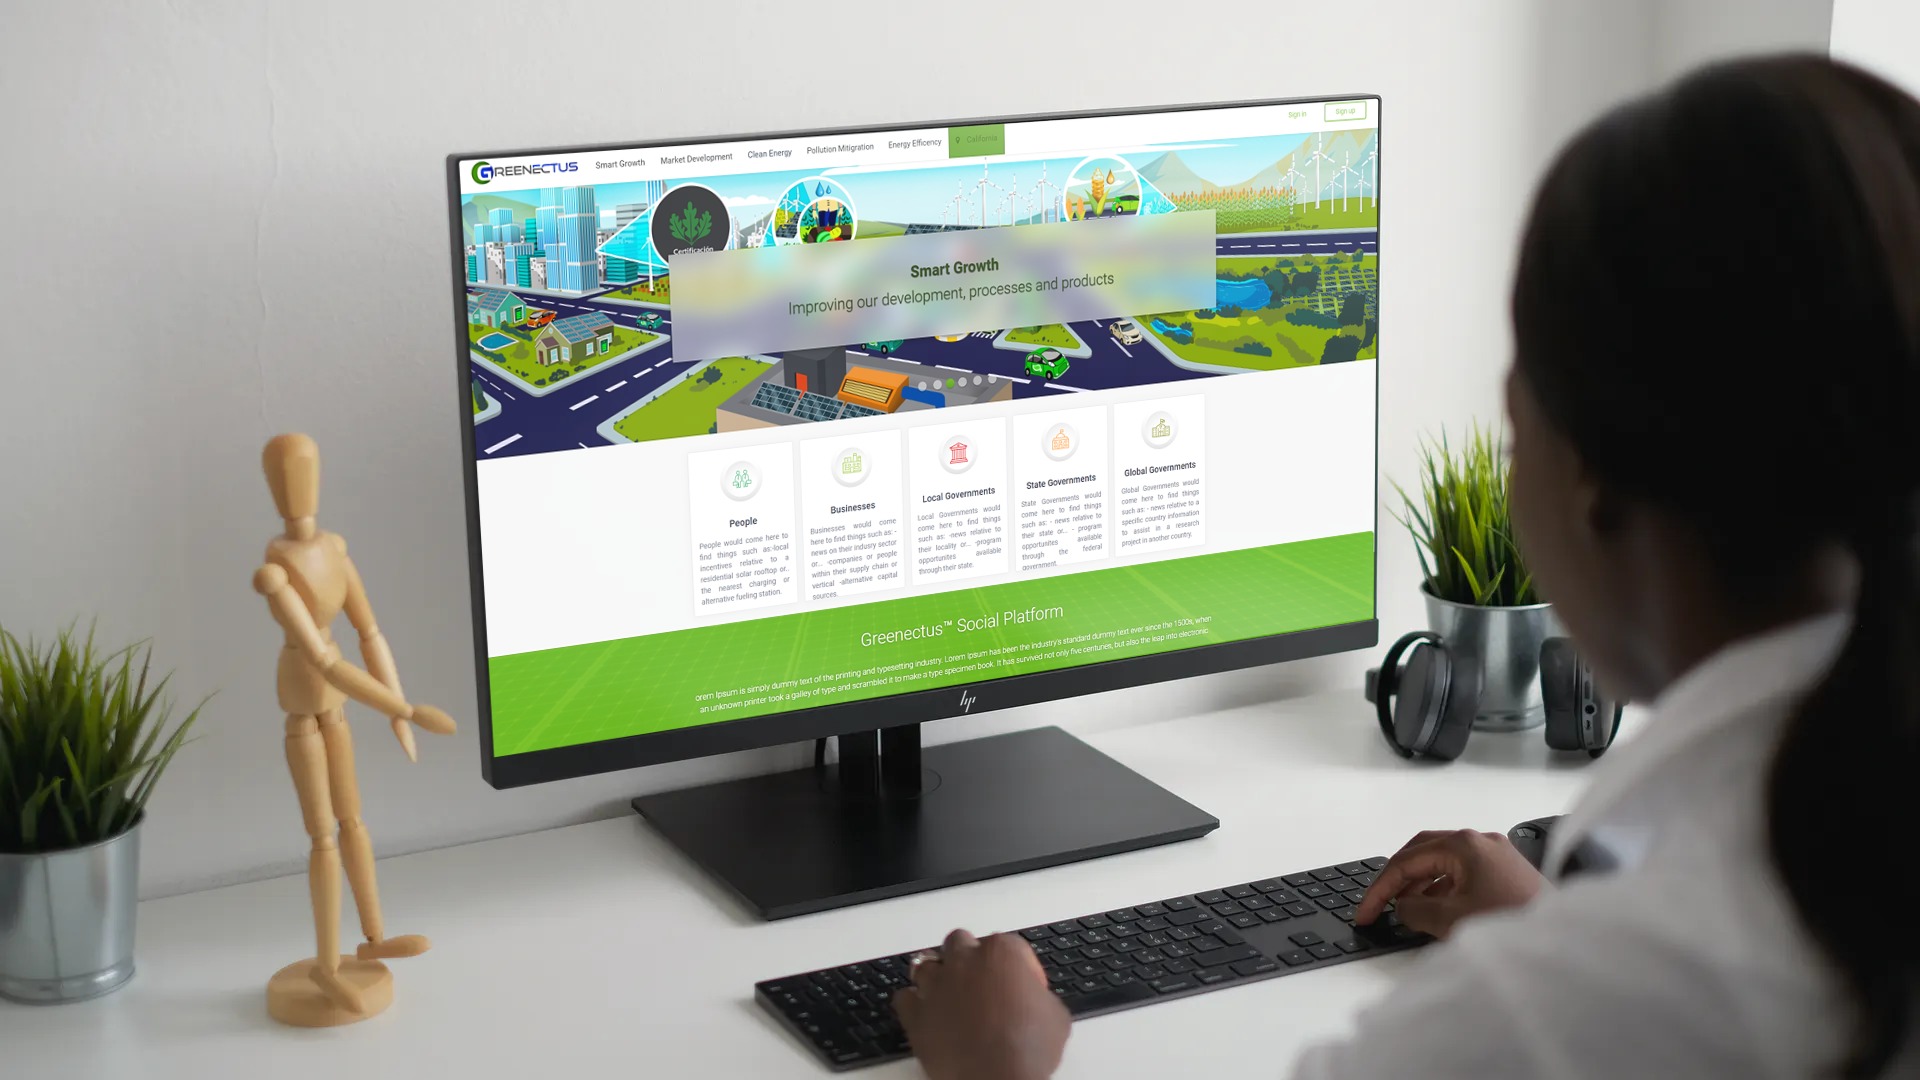 GREENECTUS
Smart Growth
Market Development
Clean Energy
Pollution Mitigration
Energy Efficency
California
Sign in
Sign up
Certificación
Smart Growth
Improving our development, processes and products
People
People would come here to
find things such as:-local
incentives relative to a
residential solar rooftop or..
the nearest charging or
alternative fueling station.
Businesses
Businesses would come
here to find things such as: -
news on their indusry sector
or... -companies or people
within their supply chain or
vertical -alternative capital
sources.
Local Governments
Local Governments would
come here to find things
such as: -news relative to
their locality or... -program
opportunites available
through their state.
State Governments
State Governments would
come here to find things
such as: - news relative to
their state or... - program
opportunites available
through the federal
government.
Global Governments
Global Governments would
come here to find things
such as: - news relative to a
specific country information
to assist in a research
project in another country.
Greenectus™ Social Platform
orem Ipsum is simply dummy text of the printing and typesetting industry. Lorem Ipsum has been the industry's standard dummy text ever since the 1500s, when
an unknown printer took a galley of type and scrambled it to make a type specimen book. It has survived not only five centuries, but also the leap into electronic
hp